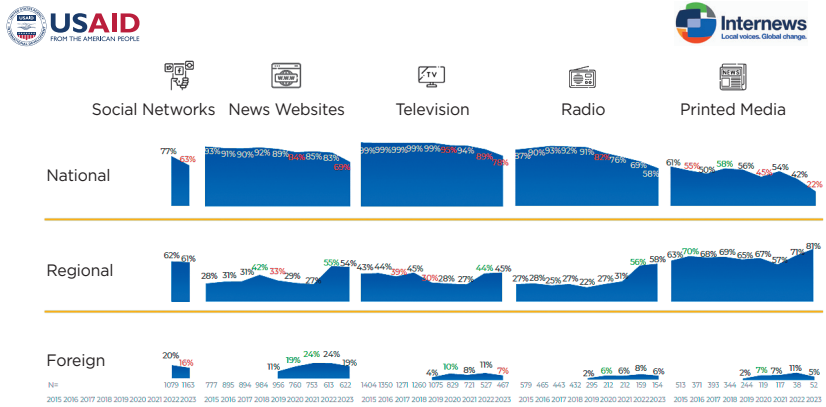 USAID
FROM THE AMERICAN PEOPLE
Internews
Local voices. Global change.
WWW
TV
NEWS
Social Networks News Websites Television Radio Printed Media
National
77% 63%
93% 91% 90% 92% 89% 84% 85% 83% 69%
99% 99% 99% 99% 99% 95% 94% 89% 78%
87% 90% 93% 92% 91% 82% 76% 69% 58%
61% 55% 50% 58% 56% 45% 54% 42% 22%
Regional
62% 61%
28% 31% 31% 42% 33% 29% 27% 55% 54%
43% 44% 39% 45% 30% 28% 27% 44% 45%
27% 28% 25% 27% 22% 27% 31% 56% 58%
63% 70% 68% 69% 65% 67% 57% 71% 81%
Foreign
20% 16%
11% 19% 24% 24% 19%
4% 10% 8% 11% 7%
2% 6% 6% 8% 6%
2% 7% 7% 11% 5%
N= 1079 1163 777 895 894 984 956 760 753 613 622 1404 1350 1271 1260 1075 829 721 527 467 579 465 443 432 295 212 212 159 154 513 371 393 344 244 119 117 38 52
2015 2016 2017 2018 2019 2020 2021 2022 2023 2015 2016 2017 2018 2019 2020 2021 2022 2023 2015 2016 2017 2018 2019 2020 2021 2022 2023 2015 2016 2017 2018 2019 2020 2021 2022 2023 2015 2016 2017 2018 2019 2020 2021 2022 2023